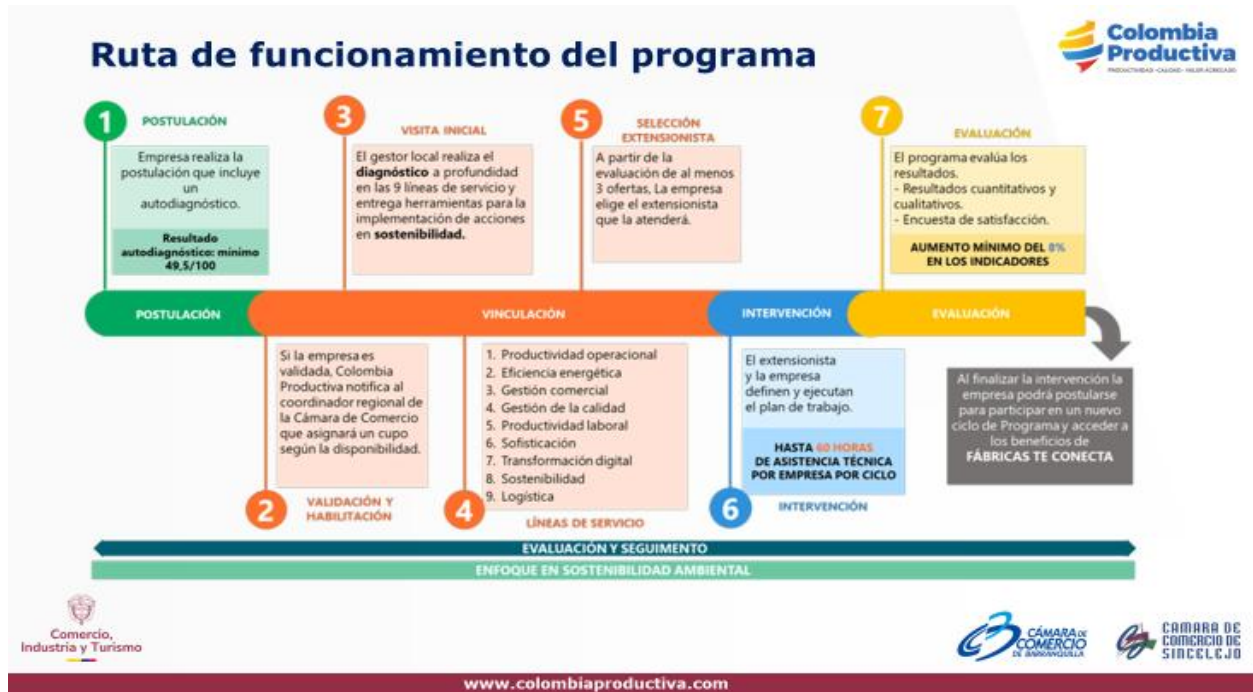 Ruta de funcionamiento del programa
Colombia
Productiva
PRODUCTIVIDAD · CALIDAD · VALOR AGREGADO
1
POSTULACIÓN
Empresa realiza la
postulación que incluye
un
autodiagnóstico.
Resultado
autodiagnóstico: mínimo
49,5/100
3
VISITA INICIAL
El gestor local realiza el
diagnóstico a profundidad
en las 9 líneas de servicio y
entrega herramientas para la
implementación de acciones
en sostenibilidad.
5
SELECCIÓN
EXTENSIONISTA
A partir de la
evaluación de al menos
3 ofertas, La empresa
elige el extensionista
que la atenderá.
7
EVALUACIÓN
El programa evalúa los
resultados.
- Resultados cuantitativos y
cualitativos.
- Encuesta de satisfacción.
AUMENTO MÍNIMO DEL 8%
EN LOS INDICADORES
POSTULACIÓN
VINCULACIÓN
INTERVENCIÓN
EVALUACIÓN
Si la empresa es
validada, Colombia
Productiva notifica al
coordinador regional de
la Cámara de Comercio
que asignará un cupo
según la disponibilidad.
2
VALIDACIÓN Y
HABILITACIÓN
1. Productividad operacional
2. Eficiencia energética
3. Gestión comercial
4. Gestión de la calidad
5. Productividad laboral
6. Sofisticación
7. Transformación digital
8. Sostenibilidad
9. Logística
4
LÍNEAS DE SERVICIO
El extensionista
y la empresa
definen y ejecutan
el plan de trabajo.
HASTA 60 HORAS
DE ASISTENCIA TÉCNICA
POR EMPRESA POR CICLO
6
INTERVENCIÓN
Al finalizar la intervención la
empresa podrá postularse
para participar en un nuevo
ciclo de Programa y acceder a
los beneficios de
FÁBRICAS TE CONECTA
EVALUACIÓN Y SEGUIMENTO
ENFOQUE EN SOSTENIBILIDAD AMBIENTAL
Comercio,
Industria y Turismo
CÁMARA DE
COMERCIO
DE BARRANQUILLA
CAMARA DE
COMERCIO DE
SINCELEJO
www.colombiaproductiva.com